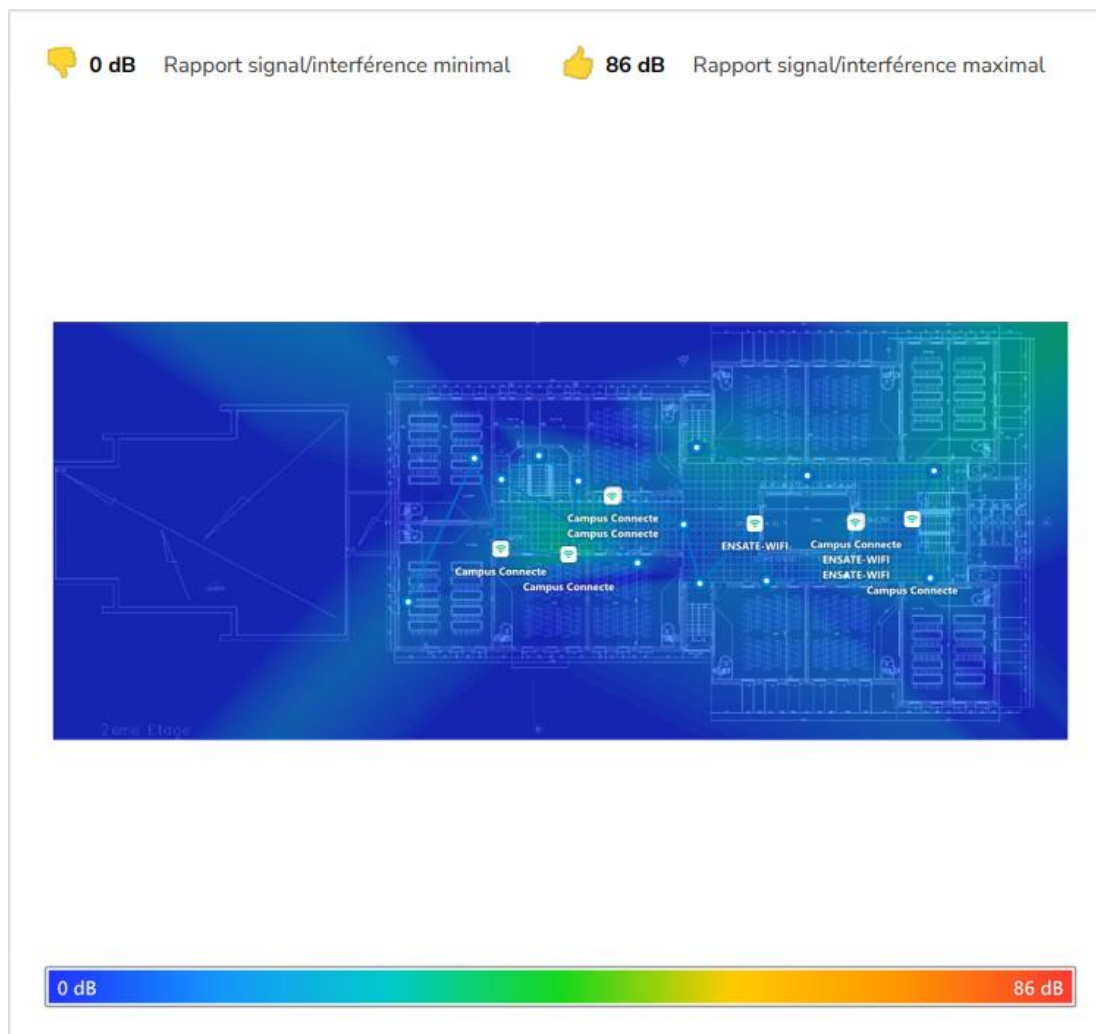 0 dB Rapport signal/interférence minimal
86 dB Rapport signal/interférence maximal
Campus Connecte
Campus Connecte
ENSATE-WIFI
Campus Connecte
Campus Connecte
ENSATE-WIFI
Campus Connecte
ENSATE-WIFI
Campus Connecte
2eme Etage
0 dB
86 dB